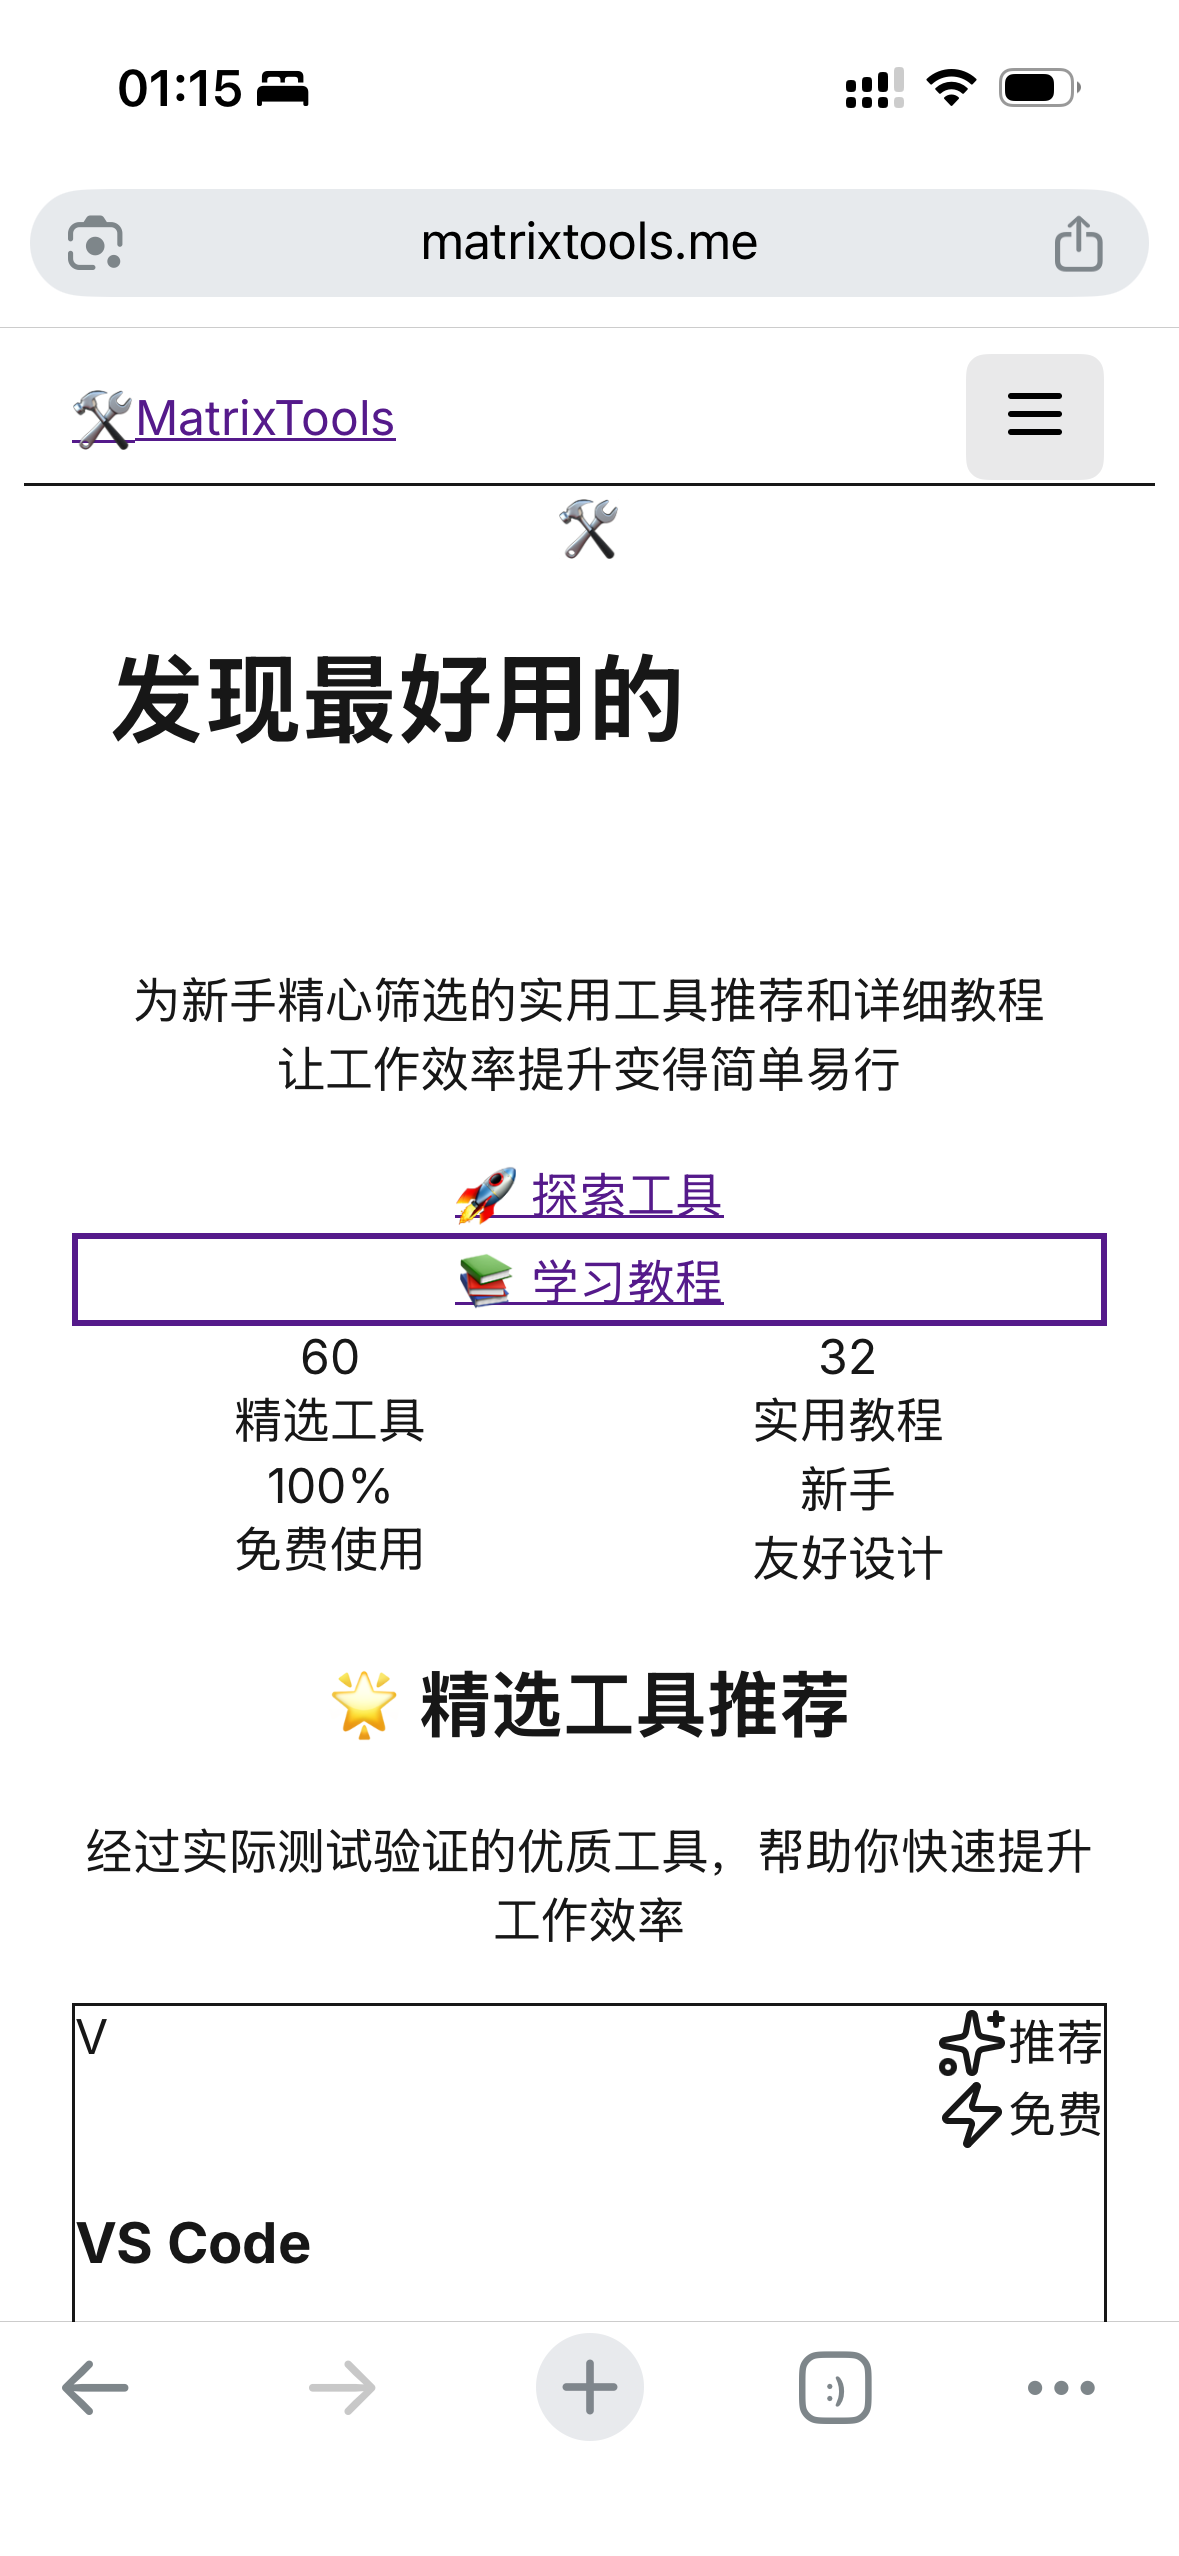 01:15
matrixtools.me
MatrixTools
发现最好用的
为新手精心筛选的实用工具推荐和详细教程
让工作效率提升变得简单易行
探索工具
学习教程
60
精选工具
32
实用教程
100%
免费使用
新手
友好设计
精选工具推荐
经过实际测试验证的优质工具，帮助你快速提升
工作效率
V
推荐
免费
VS Code
:)